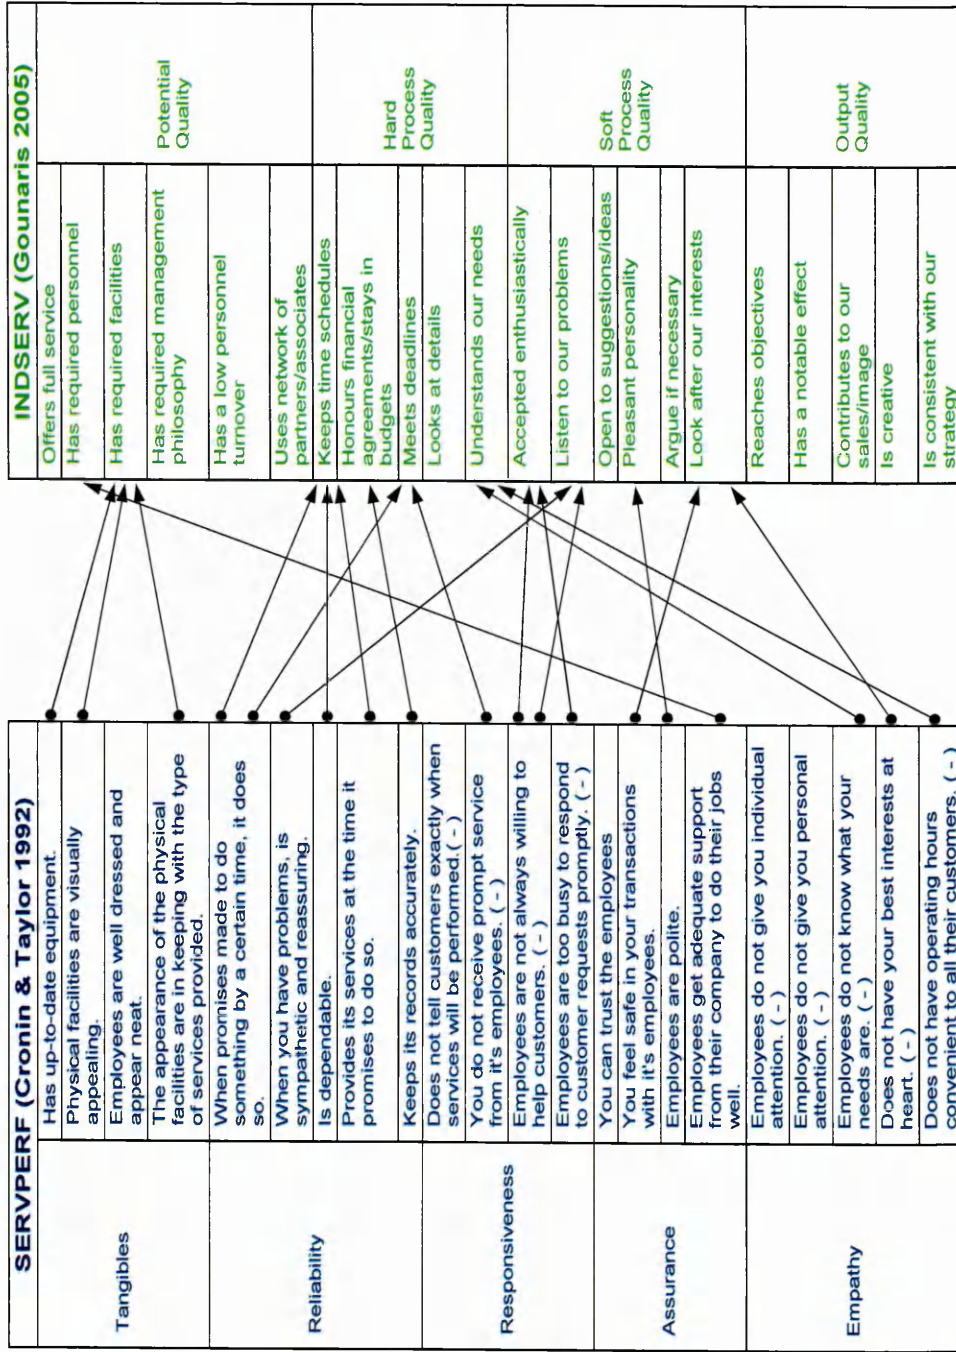 SERVPERF (Cronin & Taylor 1992)
Tangibles
Has up-to-date equipment.
Physical facilities are visually
appealing.
Employees are well dressed and
appear neat.
The appearance of the physical
facilities are in keeping with the type
of services provided.
Reliability
When promises made to do
something by a certain time, it does
so.
When you have problems, is
sympathetic and reassuring.
Is dependable.
Provides its services at the time it
promises to do so.
Keeps its records accurately.
Responsiveness
Does not tell customers exactly when
services will be performed. ( - )
You do not receive prompt service
from it's employees. ( - )
Employees are not always willing to
help customers. ( - )
Employees are too busy to respond
to customer requests promptly. ( - )
Assurance
You can trust the employees
You feel safe in your transactions
with it's employees.
Employees are polite.
Employees get adequate support
from their company to do their jobs
well.
Empathy
Employees do not give you individual
attention. ( - )
Employees do not give you personal
attention. ( - )
Employees do not know what your
needs are. ( - )
Does not have your best interests at
heart. ( - )
Does not have operating hours
convenient to all their customers. ( - )
INDSERV (Gounaris 2005)
Offers full service
Has required personnel
Has required facilities
Has required management
philosophy
Has a low personnel
turnover
Uses network of
partners/associates
Potential
Quality
Keeps time schedules
Honours financial
agreements/stays in
budgets
Meets deadlines
Looks at details
Understands our needs
Hard
Process
Quality
Accepted enthusiastically
Listen to our problems
Open to suggestions/ideas
Pleasant personality
Argue if necessary
Look after our interests
Soft
Process
Quality
Reaches objectives
Has a notable effect
Contributes to our
sales/image
Is creative
Is consistent with our
strategy
Output
Quality